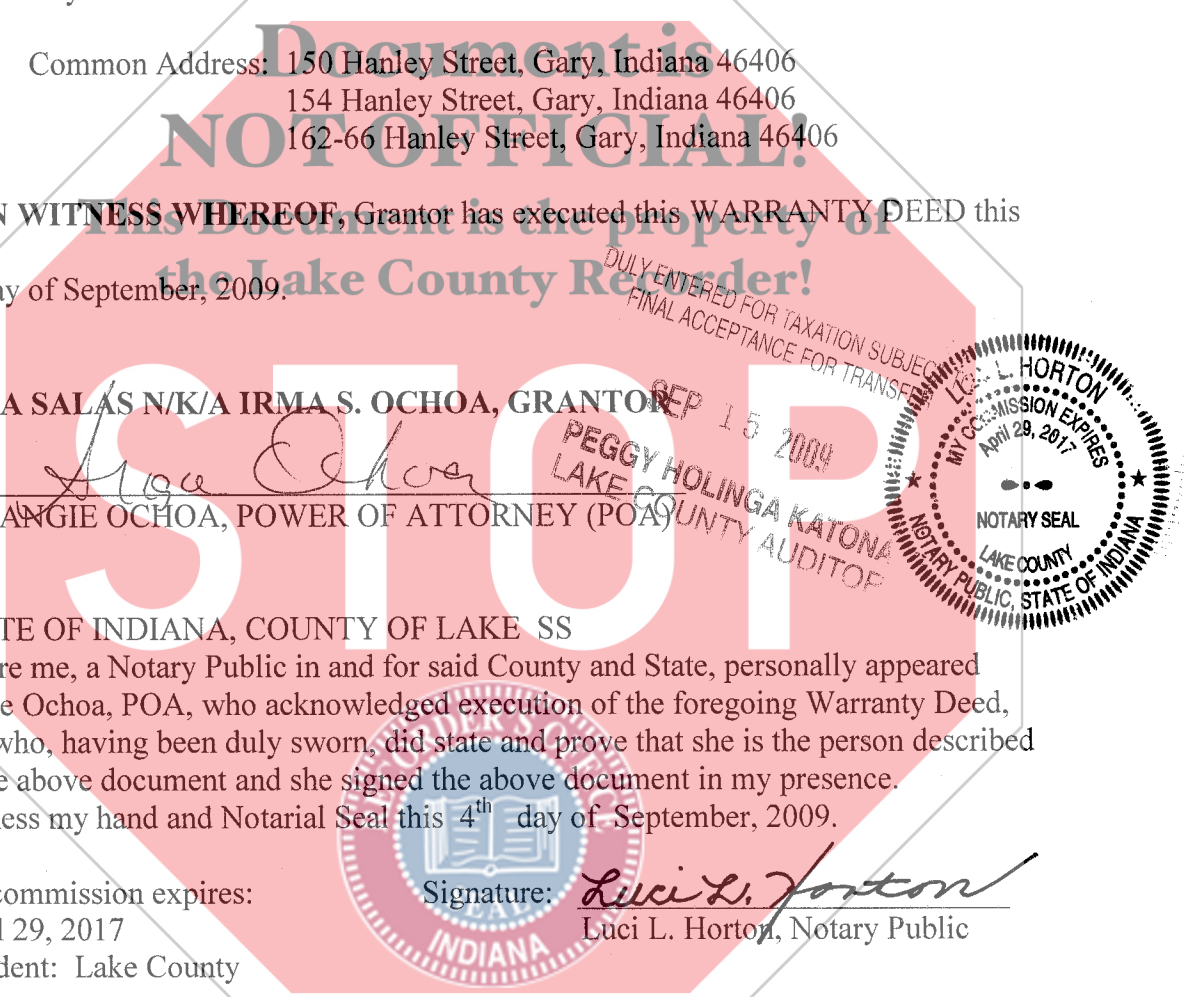 Common Address: 150 Hanley Street, Gary, Indiana 46406
154 Hanley Street, Gary, Indiana 46406
162-66 Hanley Street, Gary, Indiana 46406
Document is
NOT OFFICIAL!
This Document is the property of
the Lake County Recorder!
STOP
N WITNESS WHEREOF, Grantor has executed this WARRANTY DEED this
ay of September, 2009.
DULY ENTERED FOR TAXATION SUBJEC
FINAL ACCEPTANCE FOR TRANSF
SEP 15 2009
PEGGY HOLINGA KATONA
LAKE COUNTY AUDITOR
A SALAS N/K/A IRMA S. OCHOA, GRANTOR
Angie Ochoa
ANGIE OCHOA, POWER OF ATTORNEY (POA)
L. HORTON
MY COMMISSION EXPIRES
April 29, 2017
NOTARY SEAL
LAKE COUNTY
NOTARY PUBLIC, STATE OF INDIANA
TE OF INDIANA, COUNTY OF LAKE SS
re me, a Notary Public in and for said County and State, personally appeared
e Ochoa, POA, who acknowledged execution of the foregoing Warranty Deed,
who, having been duly sworn, did state and prove that she is the person described
e above document and she signed the above document in my presence.
ess my hand and Notarial Seal this 4th day of September, 2009.
commission expires:
l 29, 2017
dent: Lake County
Signature: Luci L. Horton
Luci L. Horton, Notary Public
RECORDER'S OFFICE
SEAL
INDIANA